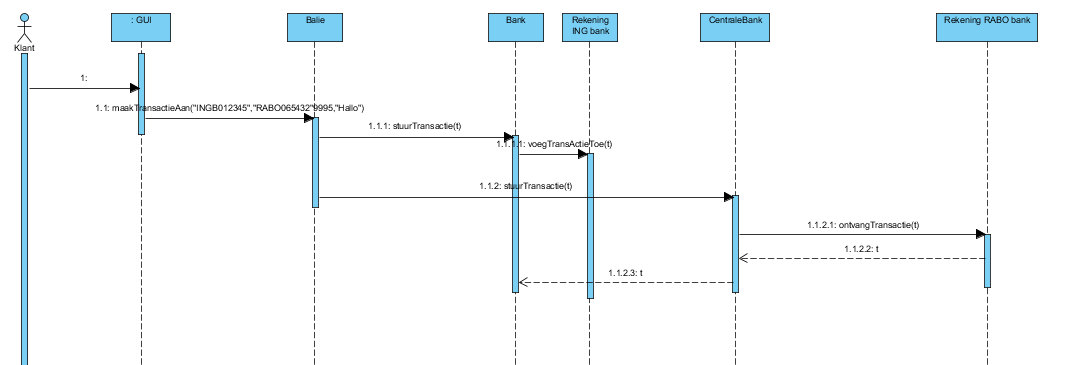 Klant
: GUI
Balie
Bank
Rekening
ING bank
CentraleBank
Rekening RABO bank
1:
1.1: maakTransactieAan("INGB012345","RABO065432"9995,"Hallo")
1.1.1: stuurTransactie(t)
1.1.1.1: voegTransActieToe(t)
1.1.2: stuurTransactie(t)
1.1.2.1: ontvangTransactie(t)
1.1.2.2: t
1.1.2.3: t